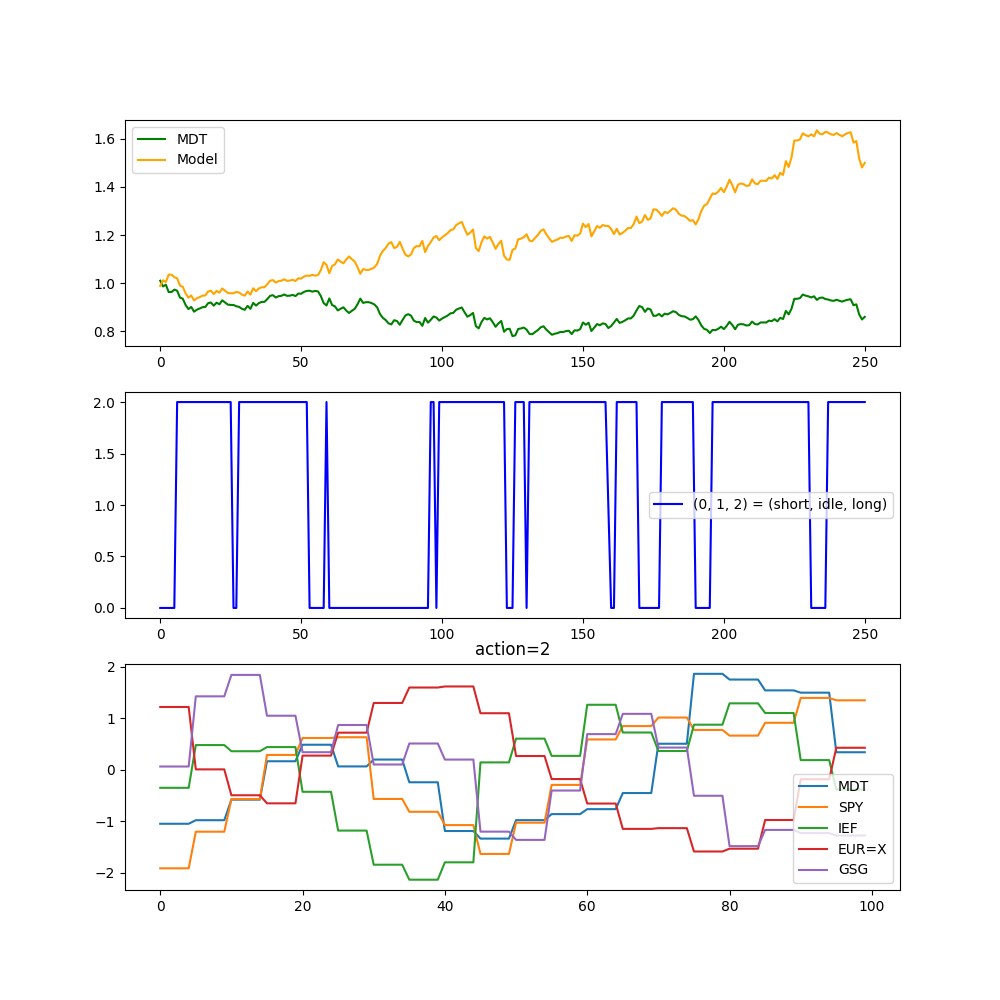 MDT
Model
1.6
1.4
1.2
1.0
0.8
0 50 100 150 200 250
2.0
1.5
1.0
0.5
0.0
(0, 1, 2) = (short, idle, long)
0 50 100 150 200 250
action=2
2
1
0
−1
−2
MDT
SPY
IEF
EUR=X
GSG
0 20 40 60 80 100